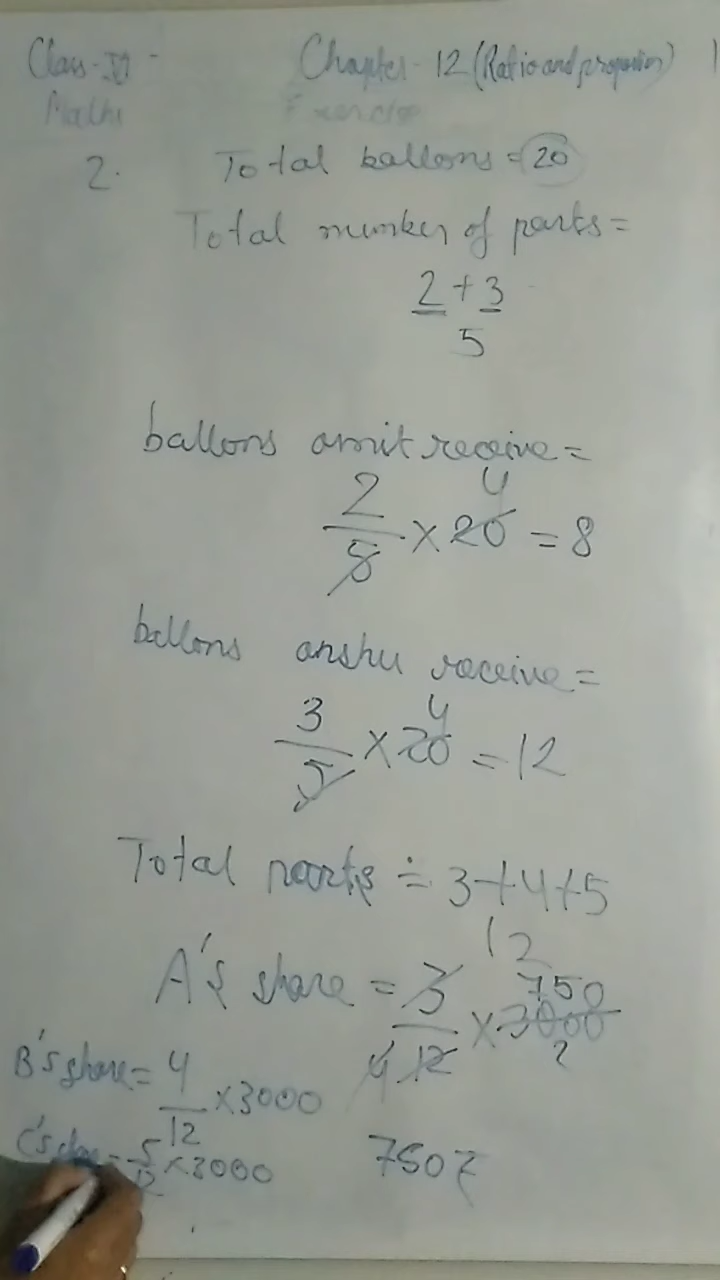 Class-VI - Chapter-12 (Ratio and proportion) 1
Maths Exercise
2. Total ballons = 20
Total number of parts =
2 + 3
5
ballons amit receive =
4
2/5 × 20 = 8
ballons anshu receive =
4
3/5 × 20 = 12
Total parts = 3+4+5
12
A's share = 3/12 × 3000
750
4
B's share = 4/12 × 3000
750₹
C's = 5/12 × 3000